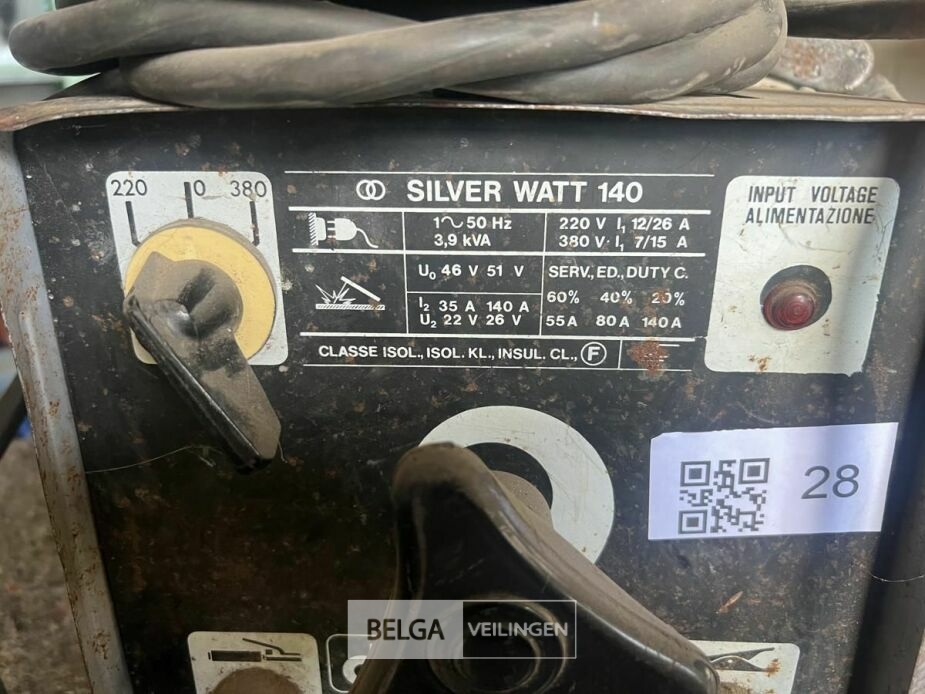 220 0 380
SILVER WATT 140
1~50 Hz
3,9 kVA
220 V I₁ 12/26 A
380 V· I₁ 7/15 A
U₀ 46 V 51 V
I₂ 35 A 140 A
U₂ 22 V 26 V
SERV., ED., DUTY C.
60% 40% 20%
55A 80A 140A
CLASSE ISOL., ISOL. KL., INSUL. CL., F
INPUT VOLTAGE
ALIMENTAZIONE
28
BELGA VEILINGEN